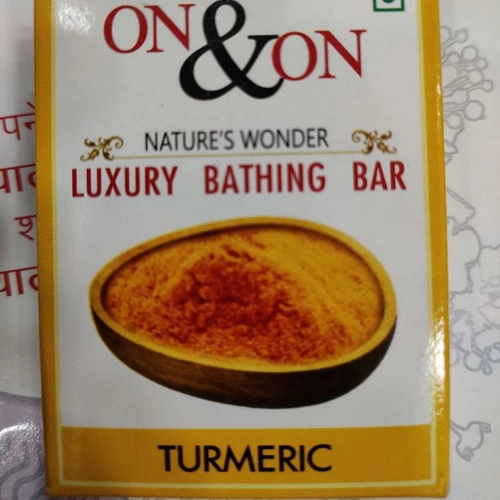 ON & ON
NATURE'S WONDER
LUXURY BATHING BAR
TURMERIC